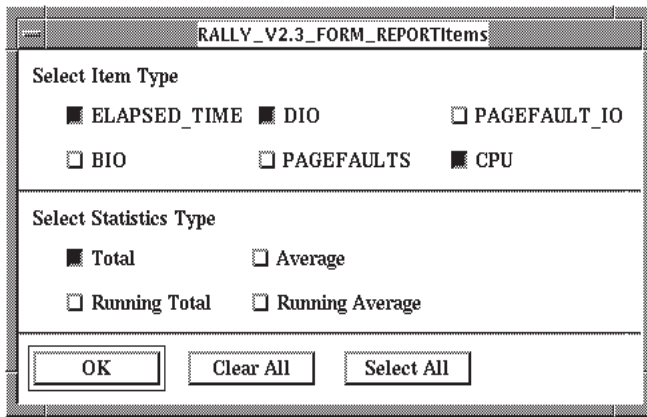 RALLY_V2.3_FORM_REPORTItems
Select Item Type
ELAPSED_TIME DIO PAGEFAULT_IO
BIO PAGEFAULTS CPU
Select Statistics Type
Total Average
Running Total Running Average
OK Clear All Select All